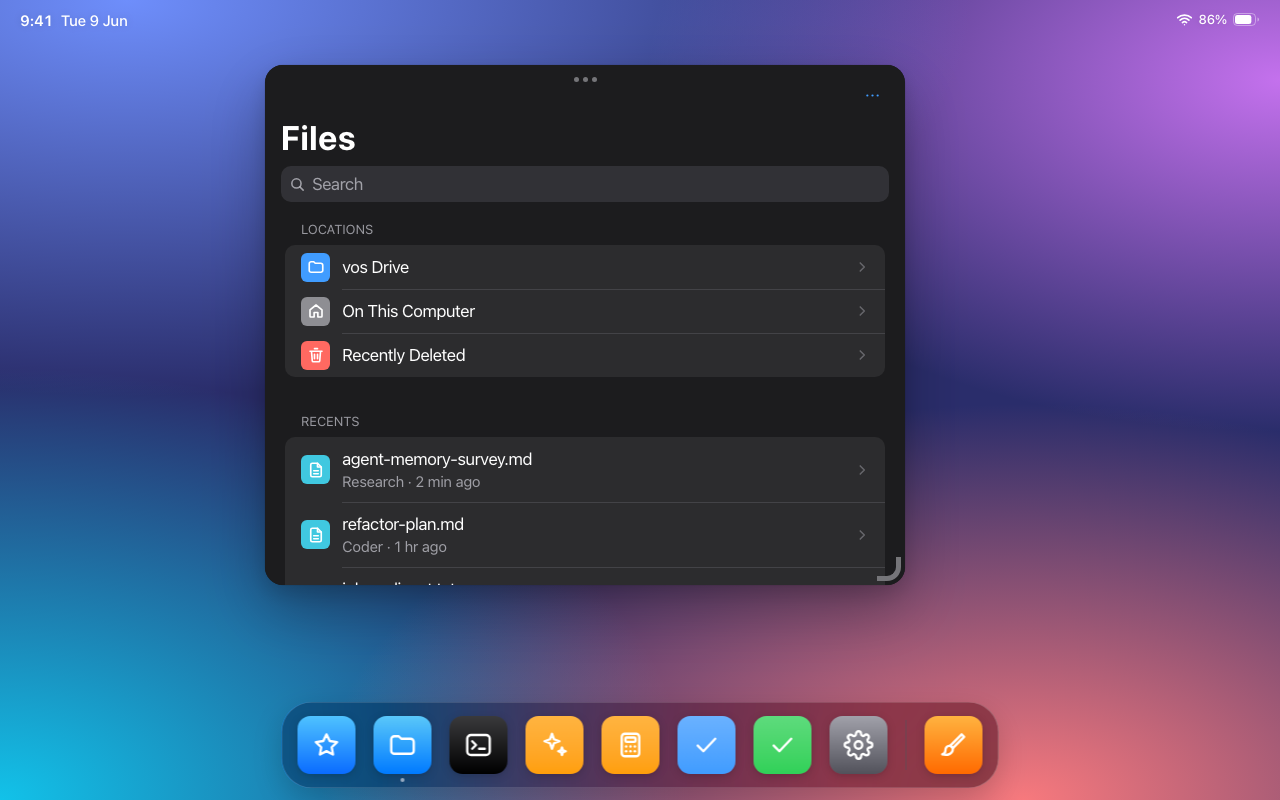 9:41 Tue 9 Jun
86%
Files
Search
LOCATIONS
vos Drive
On This Computer
Recently Deleted
RECENTS
agent-memory-survey.md
Research · 2 min ago
refactor-plan.md
Coder · 1 hr ago